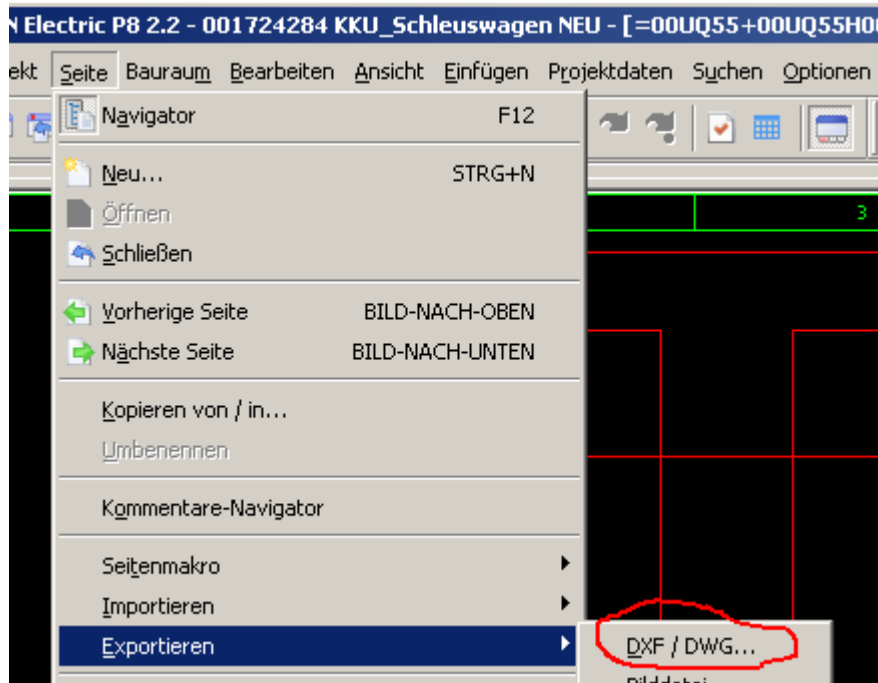 N Electric P8 2.2 - 001724284 KKU_Schleuswagen NEU - [=00UQ55+00UQ55H0
ekt Seite Bauraum Bearbeiten Ansicht Einfügen Projektdaten Suchen Optionen
Navigator F12
Neu... STRG+N
Öffnen
3
Schließen
Vorherige Seite BILD-NACH-OBEN
Nächste Seite BILD-NACH-UNTEN
Kopieren von / in...
Umbenennen
Kommentare-Navigator
Seitenmakro
Importieren
Exportieren
DXF / DWG...
Bilddatei